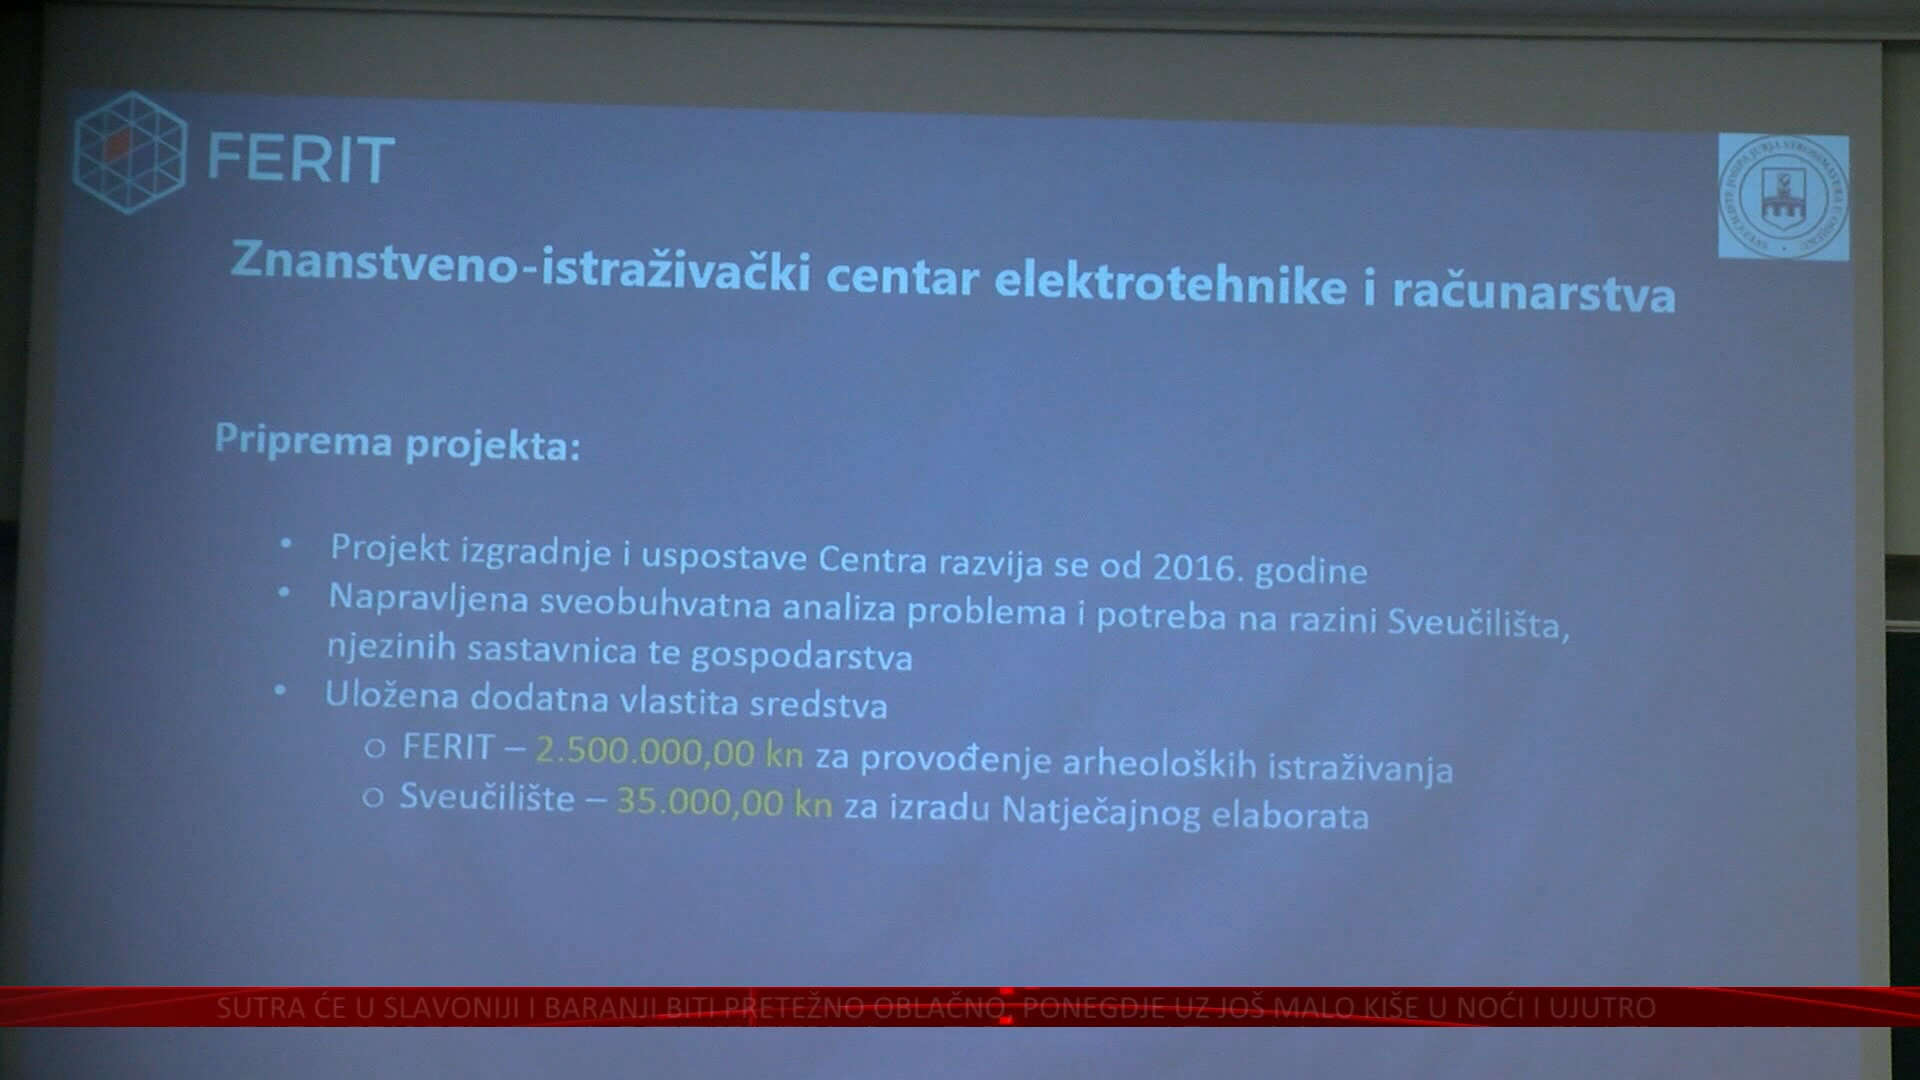 FERIT
Znanstveno-istraživački centar elektrotehnike i računarstva
Priprema projekta:
• Projekt izgradnje i uspostave Centra razvija se od 2016. godine
• Napravljena sveobuhvatna analiza problema i potreba na razini Sveučilišta,
njezinih sastavnica te gospodarstva
• Uložena dodatna vlastita sredstva
o FERIT – 2.500.000,00 kn za provođenje arheoloških istraživanja
o Sveučilište – 35.000,00 kn za izradu Natječajnog elaborata
SUTRA ĆE U SLAVONIJI I BARANJI BITI PRETEŽNO OBLAČNO, PONEGDJE UZ JOŠ MALO KIŠE U NOĆI I UJUTRO